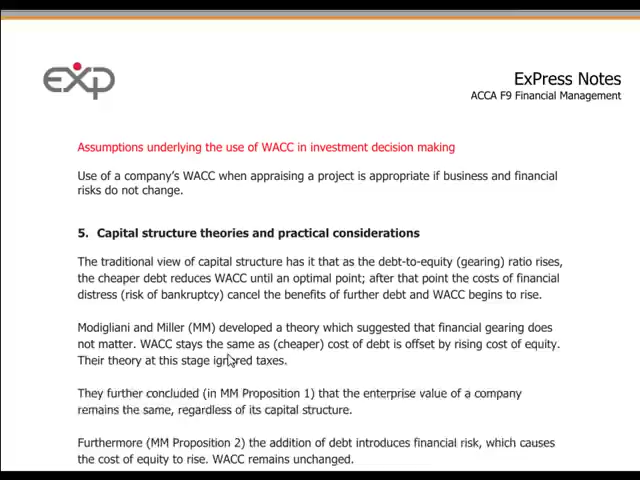 exp
ExPress Notes
ACCA F9 Financial Management
Assumptions underlying the use of WACC in investment decision making
Use of a company's WACC when appraising a project is appropriate if business and financial
risks do not change.
5. Capital structure theories and practical considerations
The traditional view of capital structure has it that as the debt-to-equity (gearing) ratio rises,
the cheaper debt reduces WACC until an optimal point; after that point the costs of financial
distress (risk of bankruptcy) cancel the benefits of further debt and WACC begins to rise.
Modigliani and Miller (MM) developed a theory which suggested that financial gearing does
not matter. WACC stays the same as (cheaper) cost of debt is offset by rising cost of equity.
Their theory at this stage ignored taxes.
They further concluded (in MM Proposition 1) that the enterprise value of a company
remains the same, regardless of its capital structure.
Furthermore (MM Proposition 2) the addition of debt introduces financial risk, which causes
the cost of equity to rise. WACC remains unchanged.